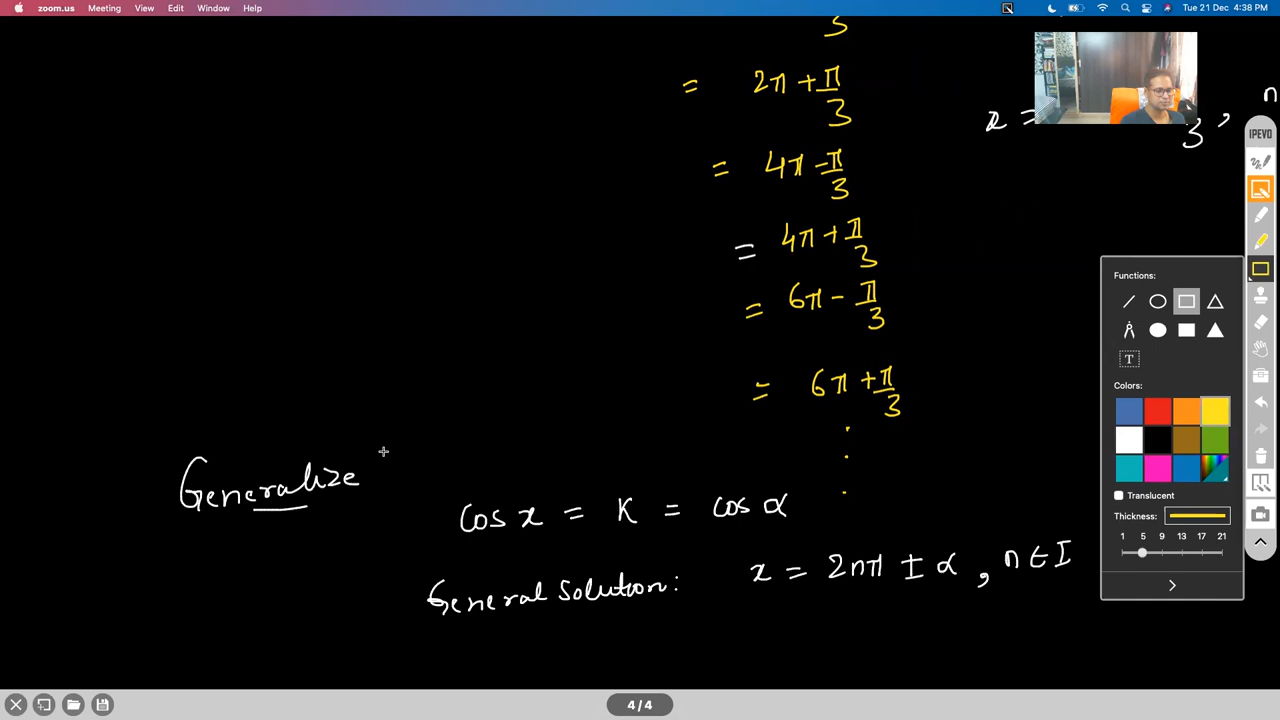 zoom.us Meeting View Edit Window Help Tue 21 Dec 4:38 PM
3
= 2π + π/3
x = 3, n
= 4π - π/3
= 4π + π/3
= 6π - π/3
= 6π + π/3
Generalize
cos x = K = cos α
General Solution: x = 2nπ ± α, n ∈ I
IPEVO
Functions:
T
Colors:
Translucent
Thickness:
1 5 9 13 17 21
4/4